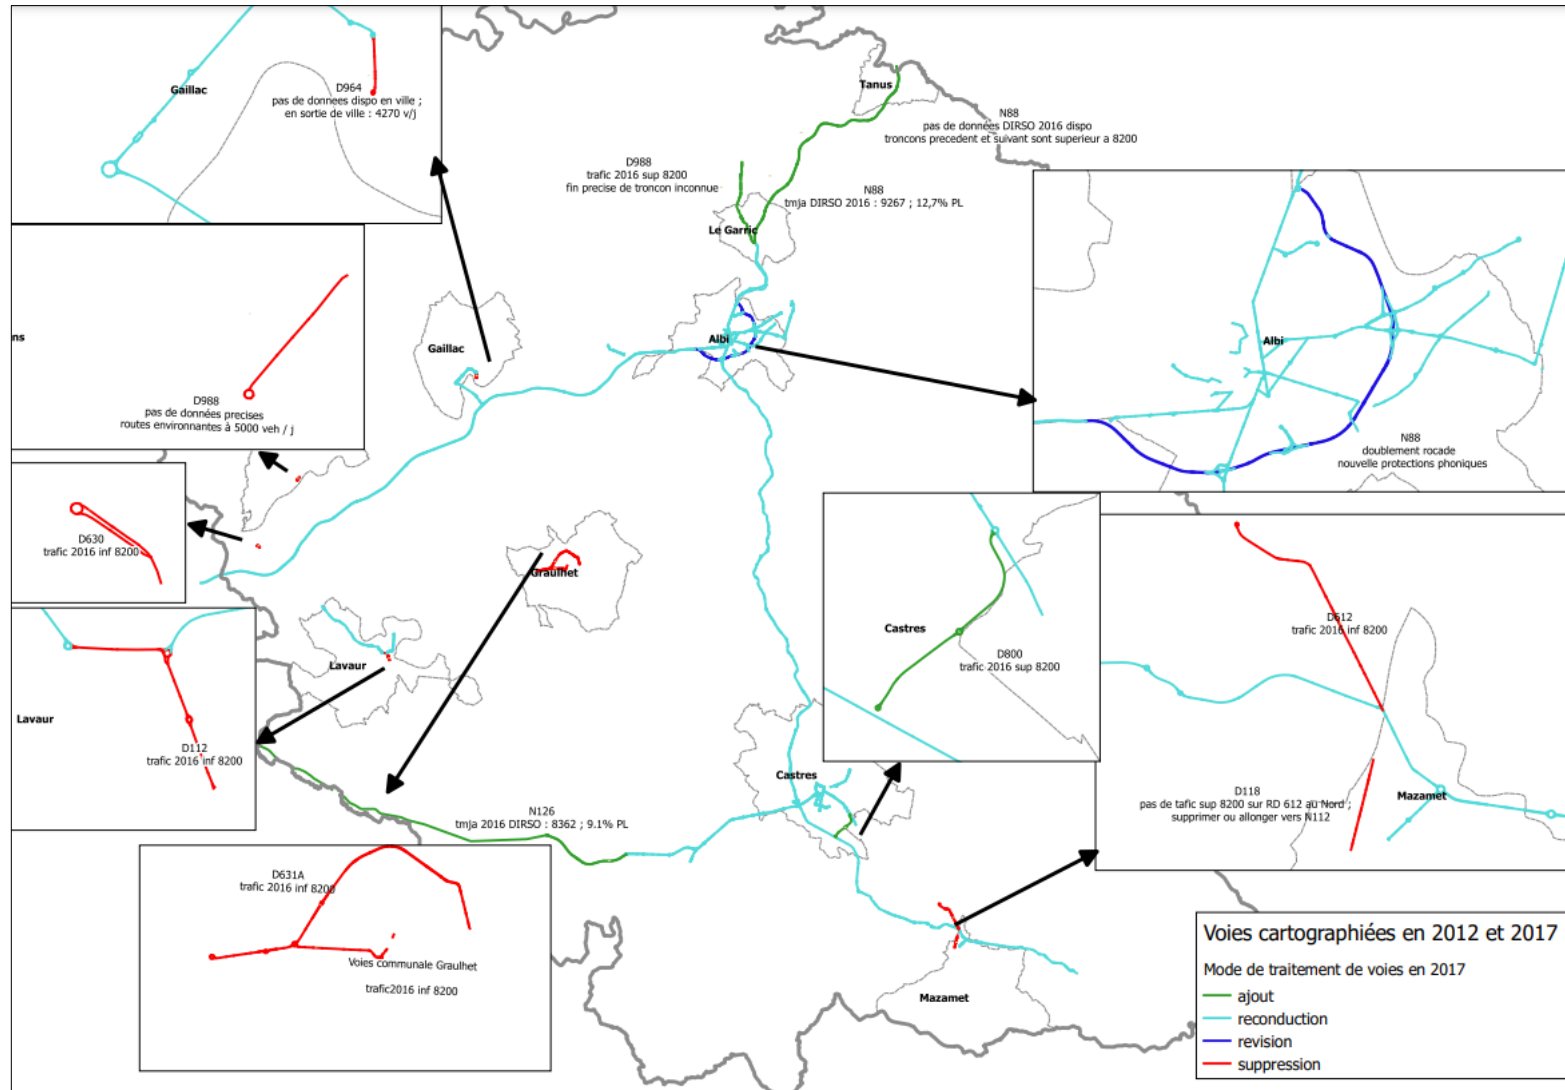 Gaillac
D964
pas de donnees dispo en ville ;
en sortie de ville : 4270 v/j
Tanus
N88
pas de données DIRSO 2016 dispo
troncons precedent et suivant sont superieur a 8200
D988
trafic 2016 sup 8200
fin precise de troncon inconnue
N88
tmja DIRSO 2016 : 9267 ; 12,7% PL
Le Garric
ns
D988
pas de données precises
routes environnantes à 5000 veh / j
Gaillac
Albi
Albi
N88
doublement rocade
nouvelle protections phoniques
D630
trafic 2016 inf 8200
Graulhet
Lavaur
D112
trafic 2016 inf 8200
Lavaur
Castres
D800
trafic 2016 sup 8200
D612
trafic 2016 inf 8200
D118
pas de tafic sup 8200 sur RD 612 au Nord ;
supprimer ou allonger vers N112
Mazamet
Castres
N126
tmja 2016 DIRSO : 8362 ; 9.1% PL
D631A
trafic 2016 inf 8200
Voies communale Graulhet
trafic2016 inf 8200
Mazamet
Voies cartographiées en 2012 et 2017
Mode de traitement de voies en 2017
ajout
reconduction
revision
suppression